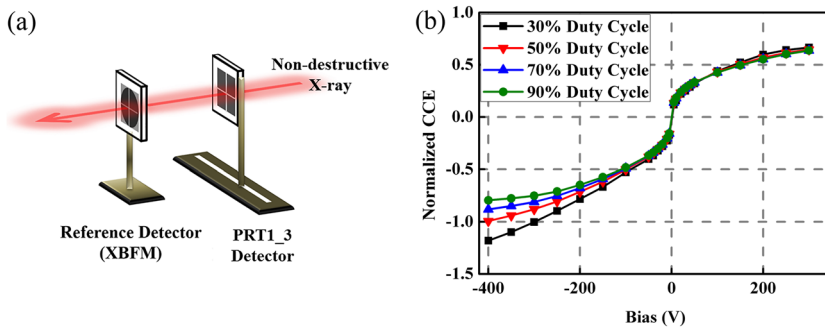 (a)
Non-destructive
X-ray
Reference Detector
(XBFM)
PRT1_3
Detector
(b)
1.0
0.5
0.0
-0.5
-1.0
-1.5
Normalized CCE
30% Duty Cycle
50% Duty Cycle
70% Duty Cycle
90% Duty Cycle
-400
-200
0
200
Bias (V)